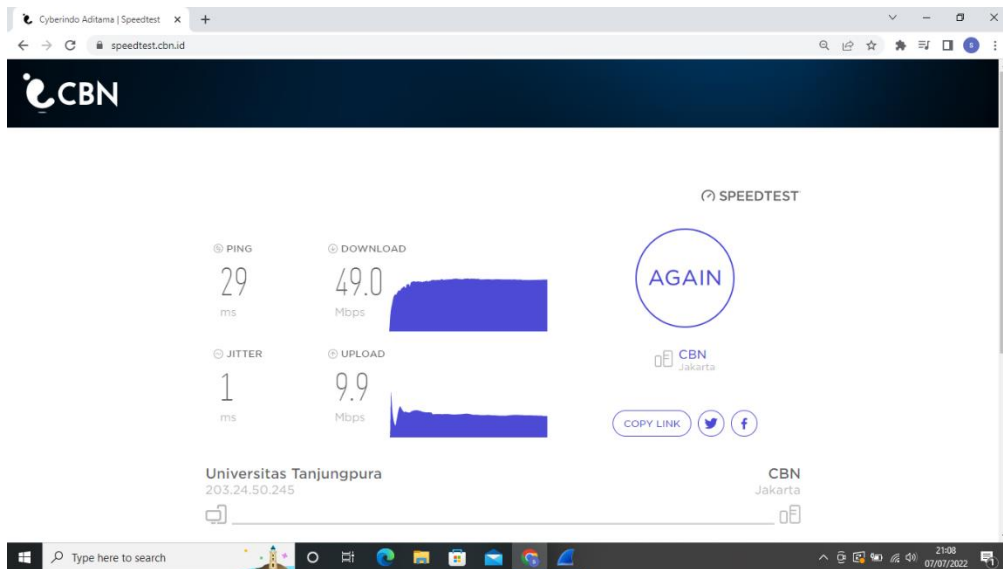 Cyberindo Aditama | Speedtest
speedtest.cbn.id
CBN
SPEEDTEST
PING
29
ms
DOWNLOAD
49.0
Mbps
AGAIN
JITTER
1
ms
UPLOAD
9.9
Mbps
CBN
Jakarta
COPY LINK
Universitas Tanjungpura
203.24.50.245
CBN
Jakarta
Type here to search
21:08
07/07/2022